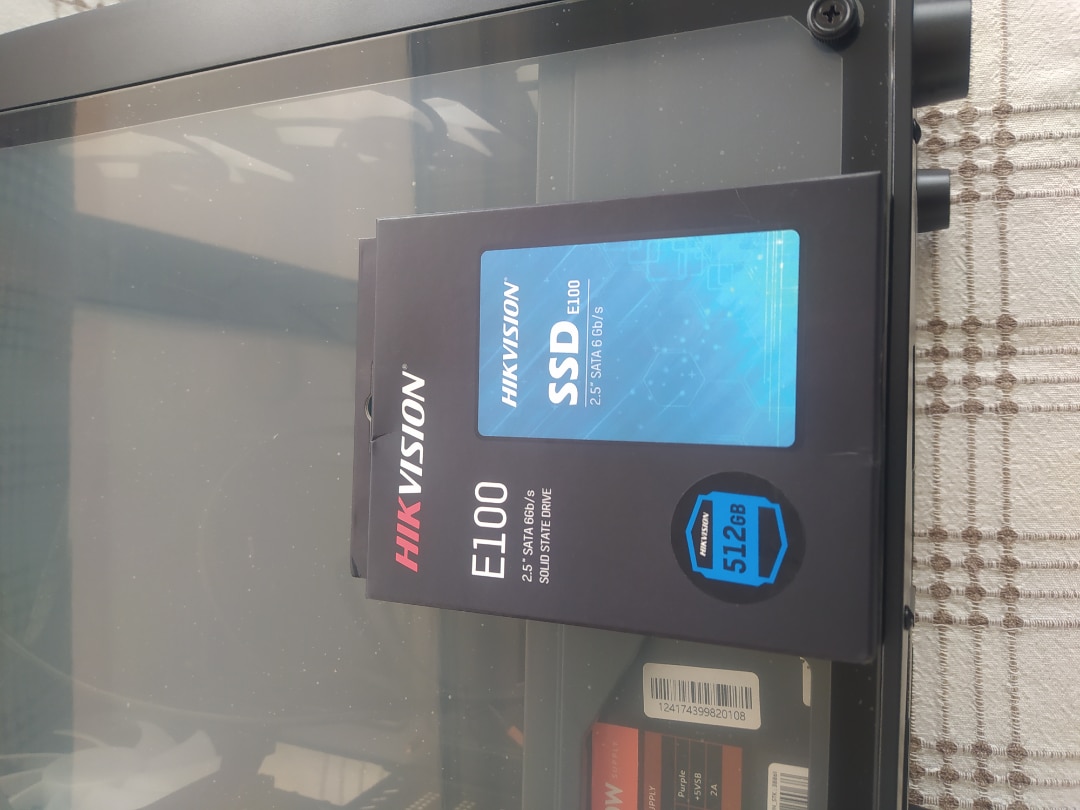 HIKVISION®
E100
2.5" SATA 6Gb/s
SOLID STATE DRIVE
HIKVISION®
SSD E100
2.5" SATA 6 Gb/s
HIKVISION
512GB
124174399820108
W
UPPLY
Purple
+5VSB
2A